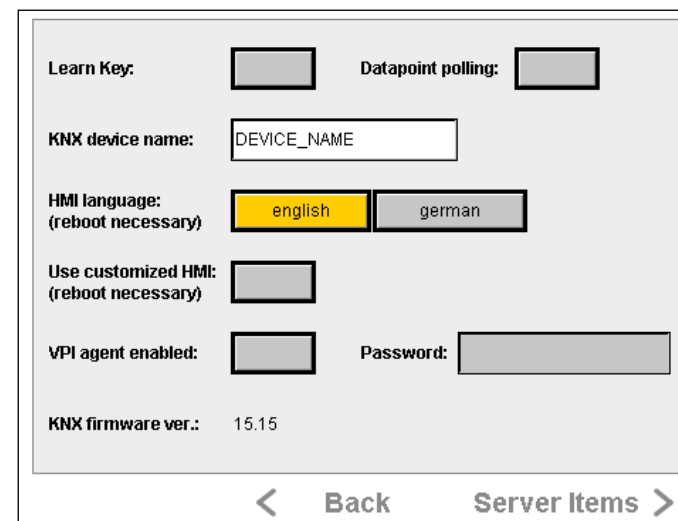 Learn Key: Datapoint polling:
KNX device name: DEVICE_NAME
HMI language:
(reboot necessary) english german
Use customized HMI:
(reboot necessary)
VPI agent enabled: Password:
KNX firmware ver.: 15.15
< Back Server Items >